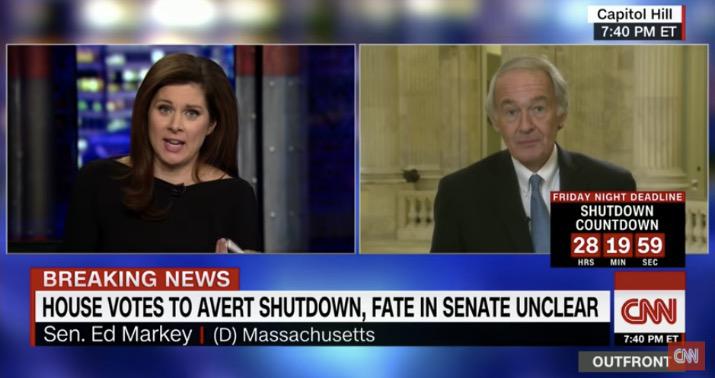 Capitol Hill
7:40 PM ET
FRIDAY NIGHT DEADLINE
SHUTDOWN
COUNTDOWN
28 19 59
HRS MIN SEC
BREAKING NEWS
HOUSE VOTES TO AVERT SHUTDOWN, FATE IN SENATE UNCLEAR
Sen. Ed Markey | (D) Massachusetts
CNN
7:40 PM ET
OUTFRONT
CNN